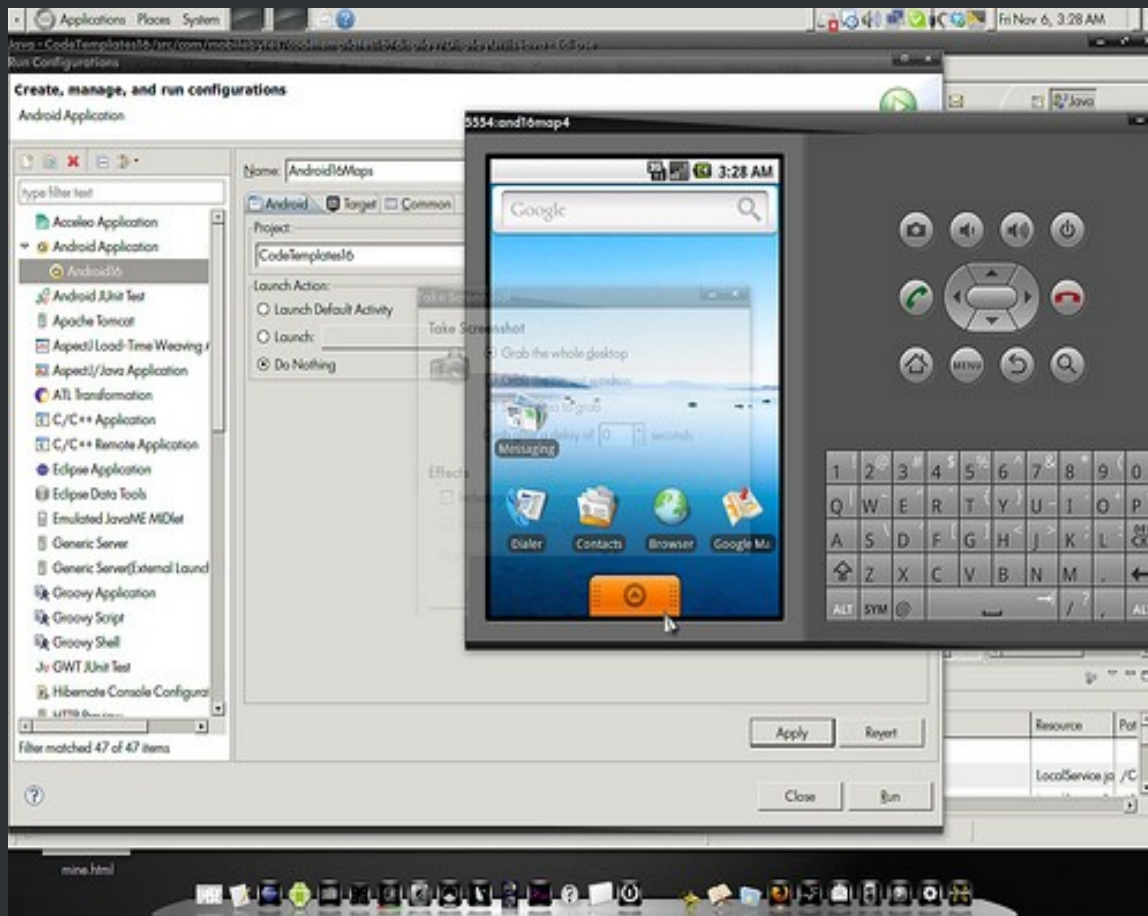 Applications Places System
Fri Nov 6, 3:28 AM
Run Configurations
Create, manage, and run configurations
Android Application
Java
5554:and16map4
type filter text
Name: Android16Maps
Android Target Common
Project:
CodeTemplates16
Launch Action:
Launch Default Activity
Launch:
Do Nothing
Acceleo Application
Android Application
Android16
Android JUnit Test
Apache Tomcat
AspectJ Load-Time Weaving
AspectJ/Java Application
ATL Transformation
C/C++ Application
C/C++ Remote Application
Eclipse Application
Eclipse Data Tools
Emulated JavaME MIDlet
Generic Server
Generic Server(External Launch
Groovy Application
Groovy Script
Groovy Shell
GWT JUnit Test
Hibernate Console Configurat
Filter matched 47 of 47 items
3:28 AM
Google
Take Screenshot
Grab the whole desktop
seconds
Effects
Messaging
Dialer Contacts Browser Google Ma
MENU
1 2 3 4 5 6 7 8 9 0
Q W E R T Y U I O P
A S D F G H J K L
Z X C V B N M .
ALT SYM @ / ,
Apply Revert
Close Run
Resource
LocalService.ja /C
mine.html